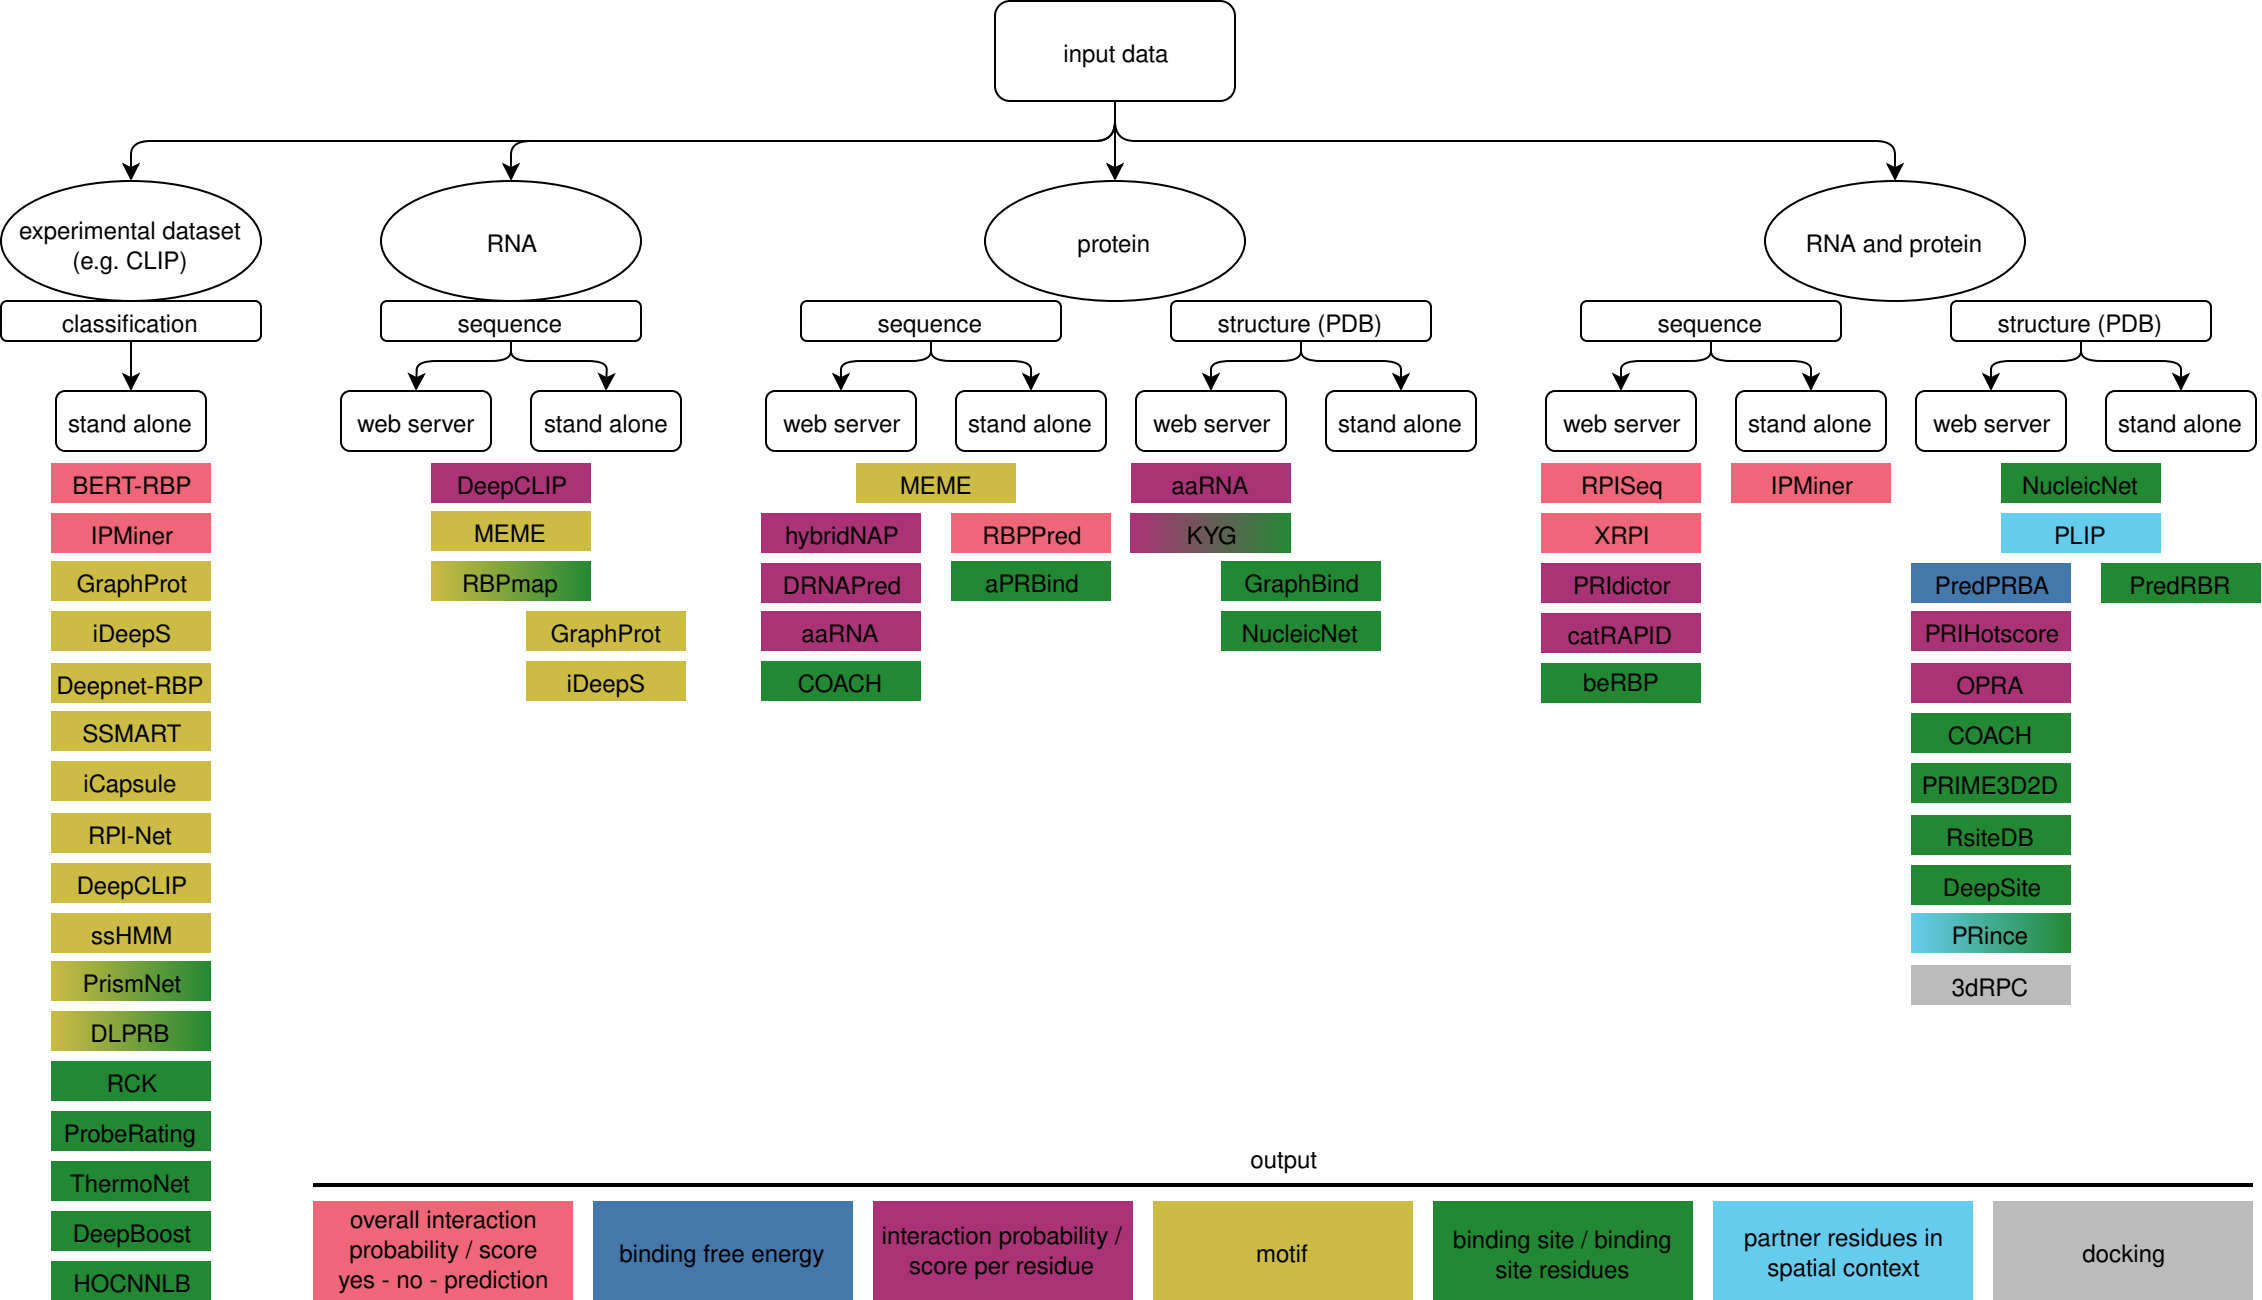 input data
experimental dataset
(e.g. CLIP)
RNA
protein
RNA and protein
classification
sequence
sequence
structure (PDB)
sequence
structure (PDB)
stand alone
web server
stand alone
web server
stand alone
web server
stand alone
web server
stand alone
web server
stand alone
BERT-RBP
IPMiner
GraphProt
iDeepS
Deepnet-RBP
SSMART
iCapsule
RPI-Net
DeepCLIP
ssHMM
PrismNet
DLPRB
RCK
ProbeRating
ThermoNet
DeepBoost
HOCNNLB
DeepCLIP
MEME
RBPmap
GraphProt
iDeepS
MEME
hybridNAP
DRNAPred
aaRNA
COACH
RBPPred
aPRBind
aaRNA
KYG
GraphBind
NucleicNet
RPISeq
XRPI
PRIdictor
catRAPID
beRBP
IPMiner
NucleicNet
PLIP
PredPRBA
PRIHotscore
OPRA
COACH
PRIME3D2D
RsiteDB
DeepSite
PRince
3dRPC
PredRBR
output
overall interaction
probability / score
yes - no - prediction
binding free energy
interaction probability /
score per residue
motif
binding site / binding
site residues
partner residues in
spatial context
docking